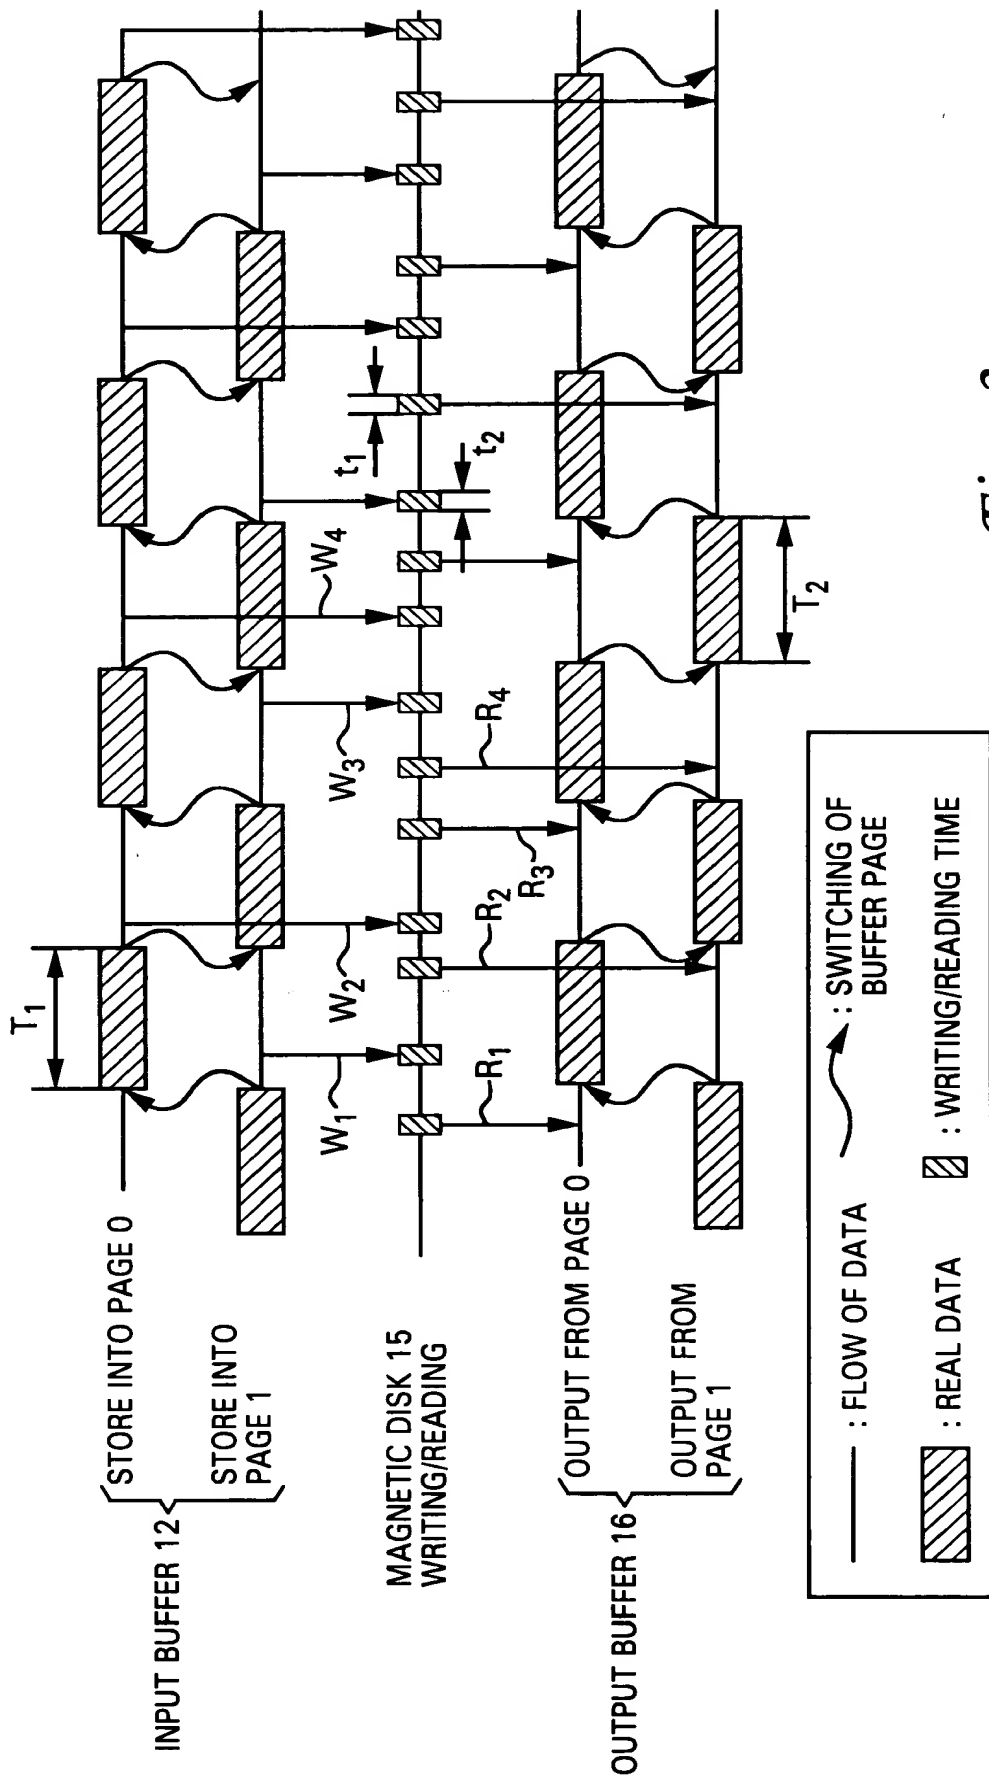 INPUT BUFFER 12
STORE INTO PAGE 0
STORE INTO
PAGE 1
T1
W1
W2
W3
W4
MAGNETIC DISK 15
WRITING/READING
t1
t2
R1
R2
R3
R4
OUTPUT BUFFER 16
OUTPUT FROM PAGE 0
OUTPUT FROM
PAGE 1
T2
: FLOW OF DATA
: SWITCHING OF
BUFFER PAGE
: REAL DATA
: WRITING/READING TIME